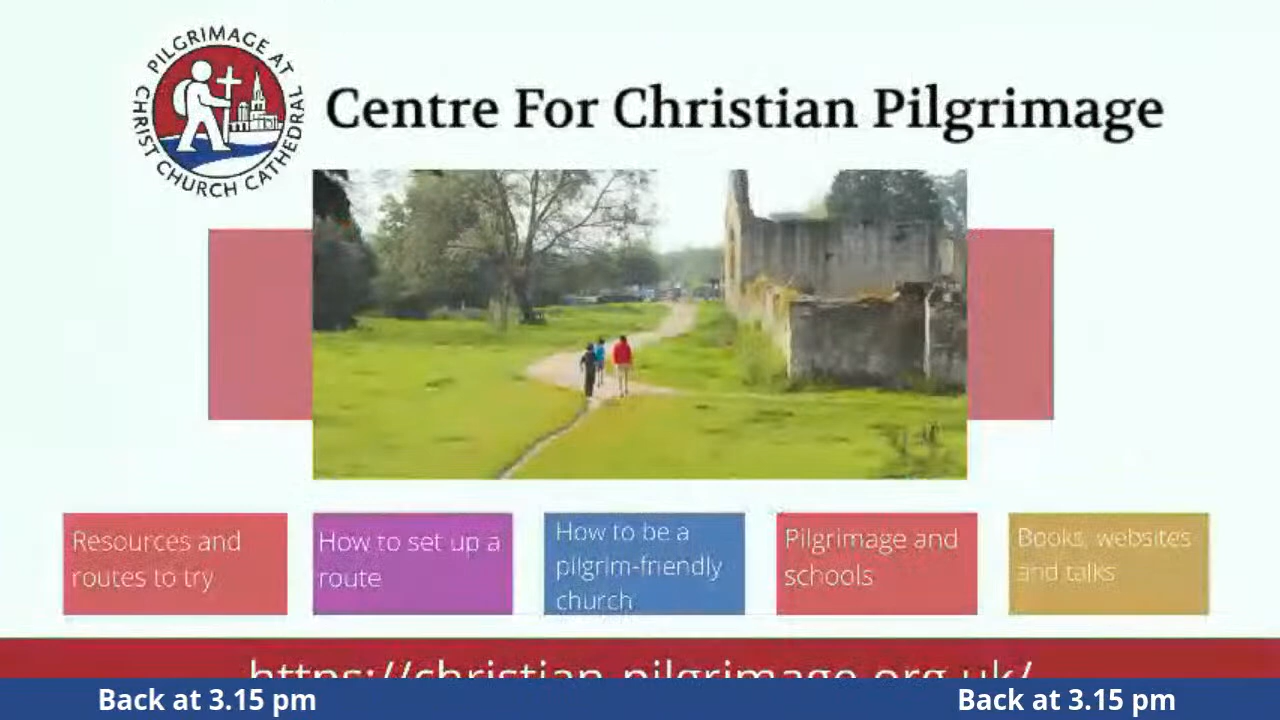 PILGRIMAGE AT
CHRIST CHURCH CATHEDRAL
Centre For Christian Pilgrimage
Resources and
routes to try
How to set up a
route
How to be a
pilgrim-friendly
church
Pilgrimage and
schools
Books, websites
and talks
https://christian-pilgrimage.org.uk/
Back at 3.15 pm
Back at 3.15 pm